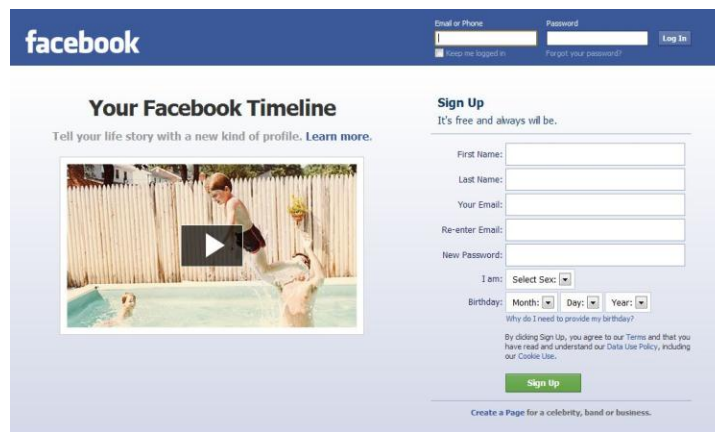 facebook
Email or Phone
Password
Log In
Keep me logged in
Forgot your password?
Your Facebook Timeline
Tell your life story with a new kind of profile. Learn more.
Sign Up
It's free and always will be.
First Name:
Last Name:
Your Email:
Re-enter Email:
New Password:
I am: Select Sex:
Birthday: Month: Day: Year:
Why do I need to provide my birthday?
By clicking Sign Up, you agree to our Terms and that you
have read and understand our Data Use Policy, including
our Cookie Use.
Sign Up
Create a Page for a celebrity, band or business.